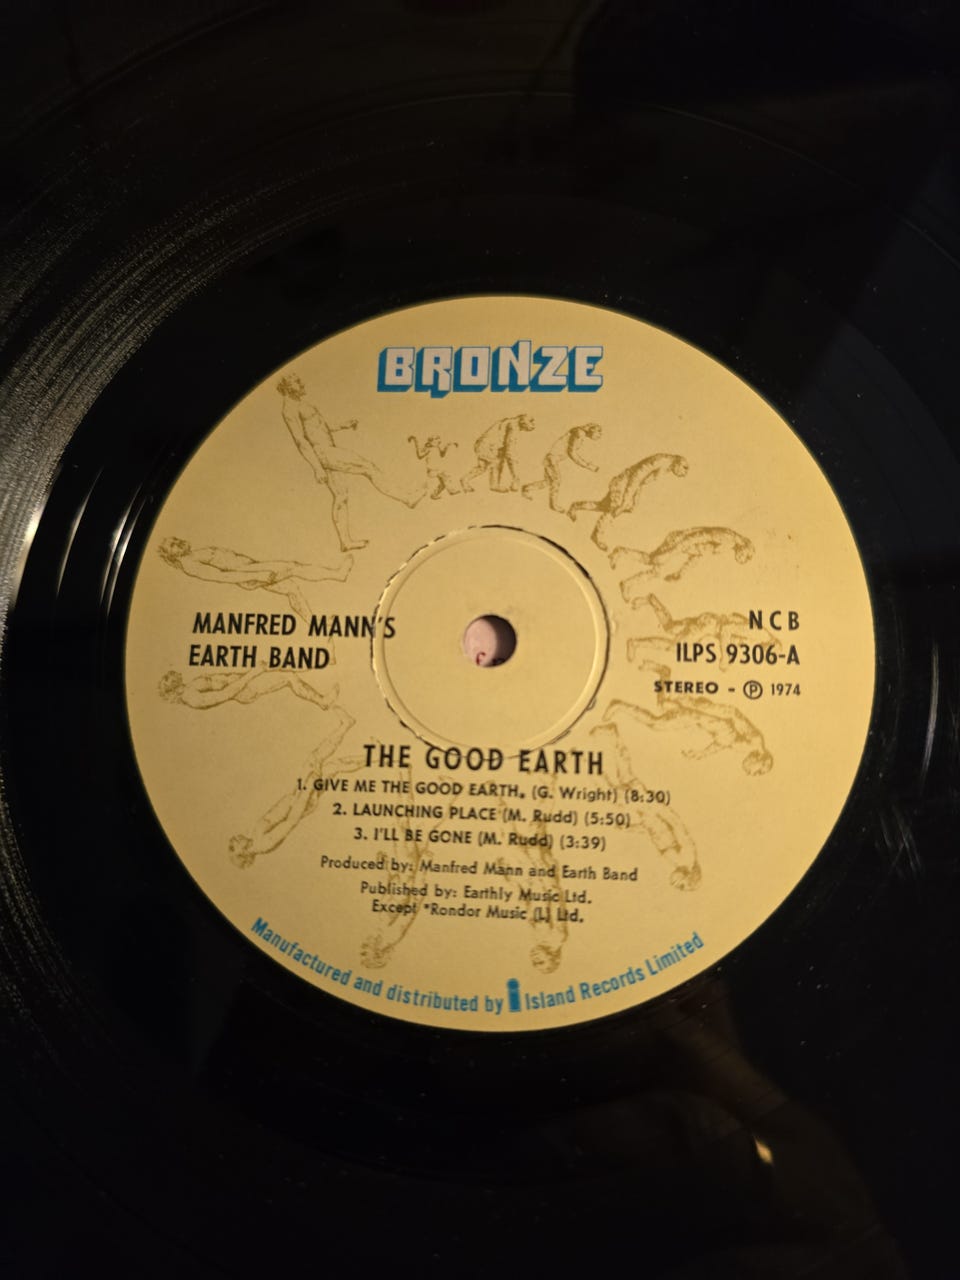 BRONZE
MANFRED MANN'S
EARTH BAND
N C B
ILPS 9306-A
STEREO - Ⓟ 1974
THE GOOD EARTH
1. GIVE ME THE GOOD EARTH* (G. Wright) (8:30)
2. LAUNCHING PLACE (M. Rudd) (5:50)
3. I'LL BE GONE (M. Rudd) (3:39)
Produced by: Manfred Mann and Earth Band
Published by: Earthly Music Ltd.
Except *Rondor Music (L) Ltd.
Manufactured and distributed by i Island Records Limited